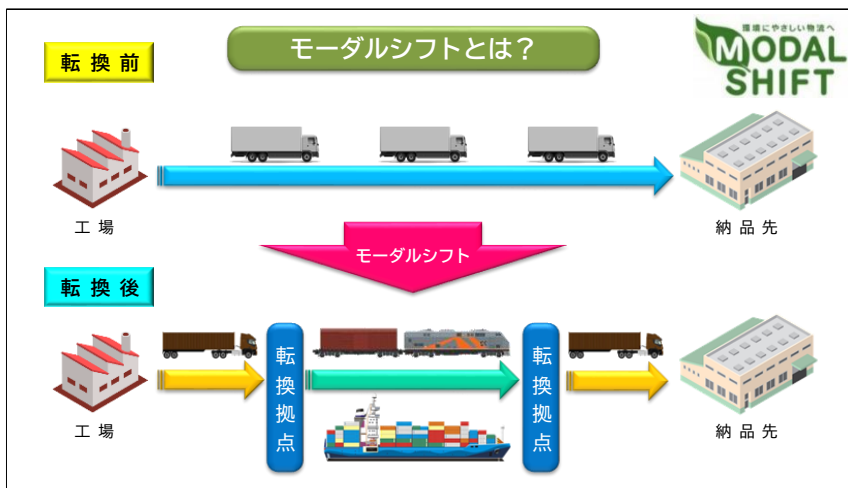 モーダルシフトとは？
環境にやさしい物流へ
MODAL
SHIFT
転換前
工場
納品先
モーダルシフト
転換後
転換拠点
転換拠点
工場
納品先